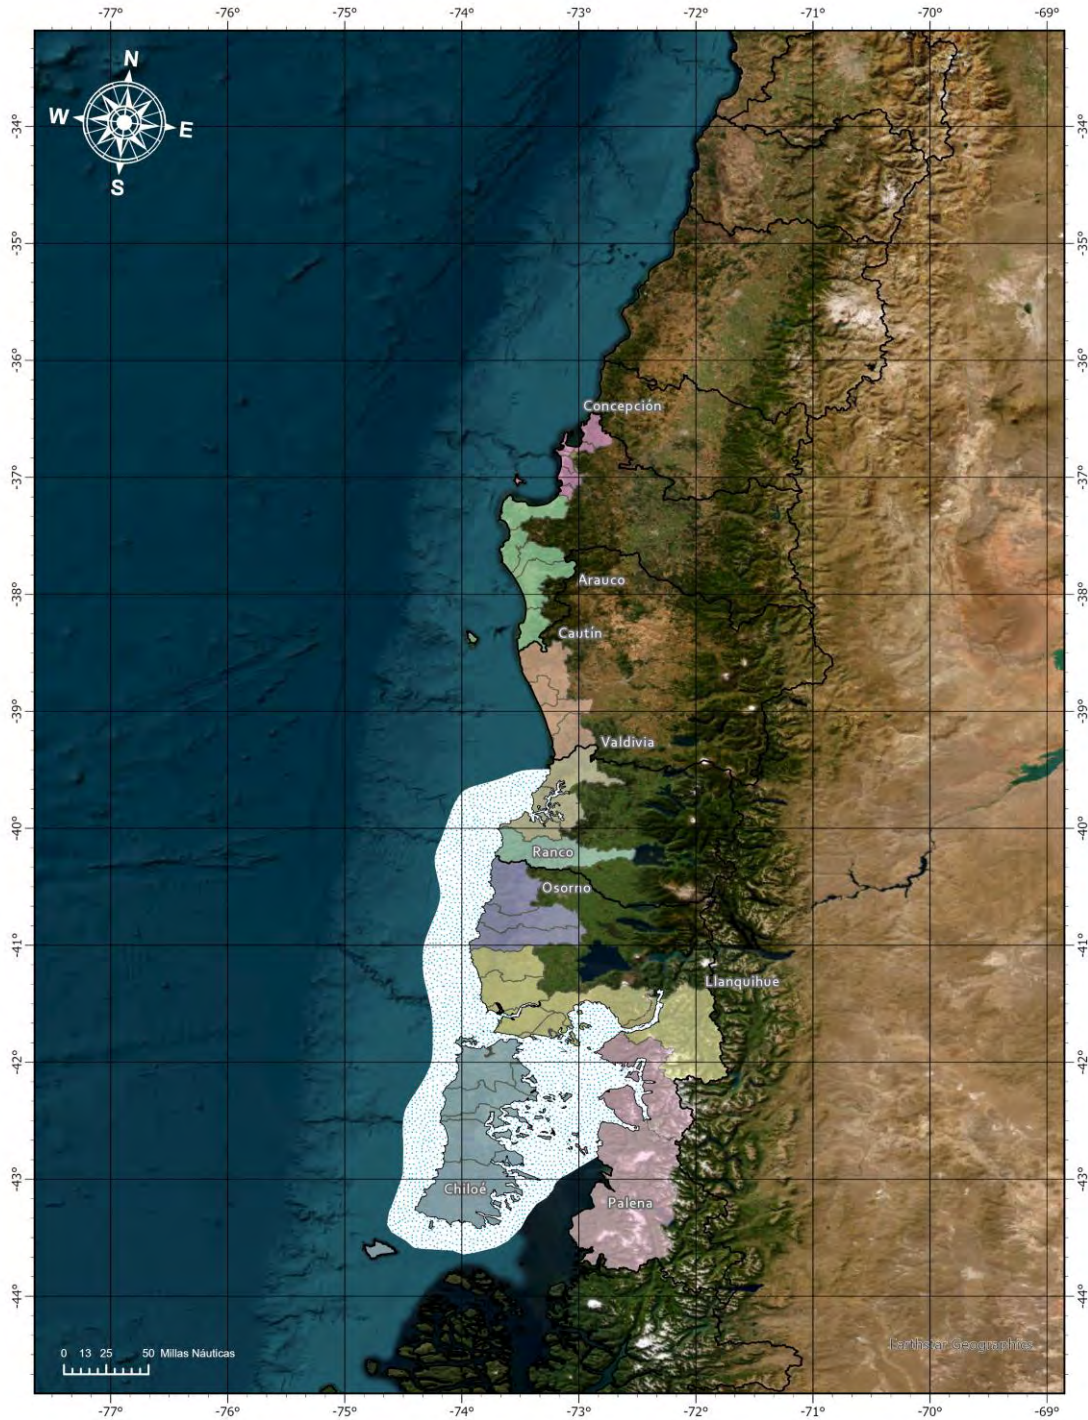 -77° -76° -75° -74° -73° -72° -71° -70° -69°
N
W E
S
-34° -34°
-35° -35°
-36° -36°
Concepción
-37° -37°
Arauco
-38° -38°
Cautín
-39° -39°
Valdivia
-40° -40°
Ranco
Osorno
-41° -41°
Llanquihue
-42° -42°
-43° -43°
Chiloé
Palena
-44° -44°
Earthstar Geographics
0 13 25 50 Millas Náuticas
-77° -76° -75° -74° -73° -72° -71° -70° -69°